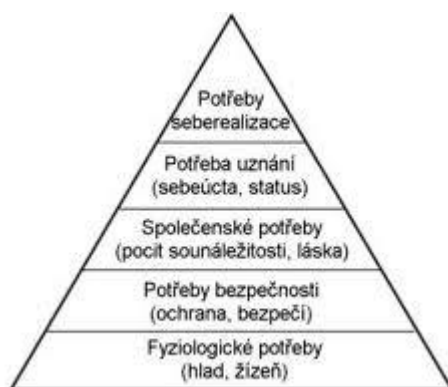 Potřeby
seberealizace
Potřeba uznání
(sebeúcta, status)
Společenské potřeby
(pocit sounáležitosti, láska)
Potřeby bezpečnosti
(ochrana, bezpečí)
Fyziologické potřeby
(hlad, žízeň)